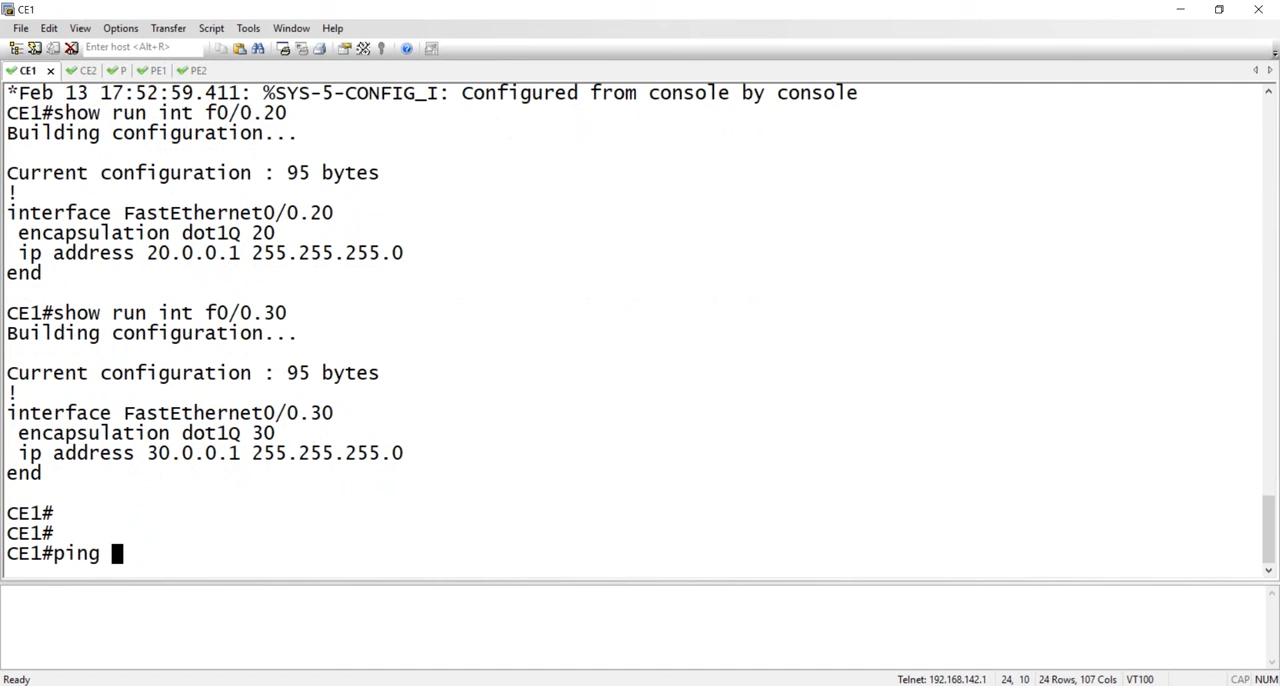 CE1
File Edit View Options Transfer Script Tools Window Help
Enter host <Alt+R>
CE1 CE2 P PE1 PE2
*Feb 13 17:52:59.411: %SYS-5-CONFIG_I: Configured from console by console
CE1#show run int f0/0.20
Building configuration...
Current configuration : 95 bytes
!
interface FastEthernet0/0.20
encapsulation dot1Q 20
ip address 20.0.0.1 255.255.255.0
end
CE1#show run int f0/0.30
Building configuration...
Current configuration : 95 bytes
!
interface FastEthernet0/0.30
encapsulation dot1Q 30
ip address 30.0.0.1 255.255.255.0
end
CE1#
CE1#
CE1#ping
Ready Telnet: 192.168.142.1 24, 10 24 Rows, 107 Cols VT100 CAP NUM